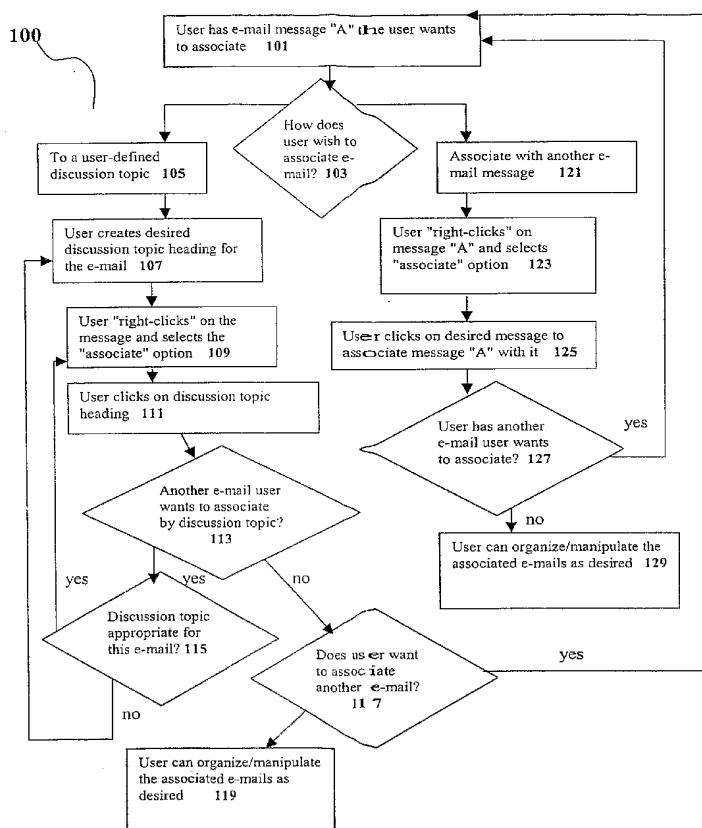 100
User has e-mail message "A" the user wants
to associate 101
How does
user wish to
associate e-
mail? 103
To a user-defined
discussion topic 105
Associate with another e-
mail message 121
User creates desired
discussion topic heading for
the e-mail 107
User "right-clicks" on
message "A" and selects
"associate" option
123
User "right-clicks" on the
message and selects the
"associate" option 109
User clicks on desired message to
associate message "A" with it 125
User clicks on discussion topic
heading 111
User has another
e-mail user wants
to associate? 127
yes
Another e-mail user
wants to associate
by discussion topic?
113
no
User can organize/manipulate the
associated e-mails as desired 129
yes
yes
no
Discussion topic
appropriate for
this e-mail? 115
no
Does user want
to associate
another e-mail?
117
yes
User can organize/manipulate
the associated e-mails as
desired 119